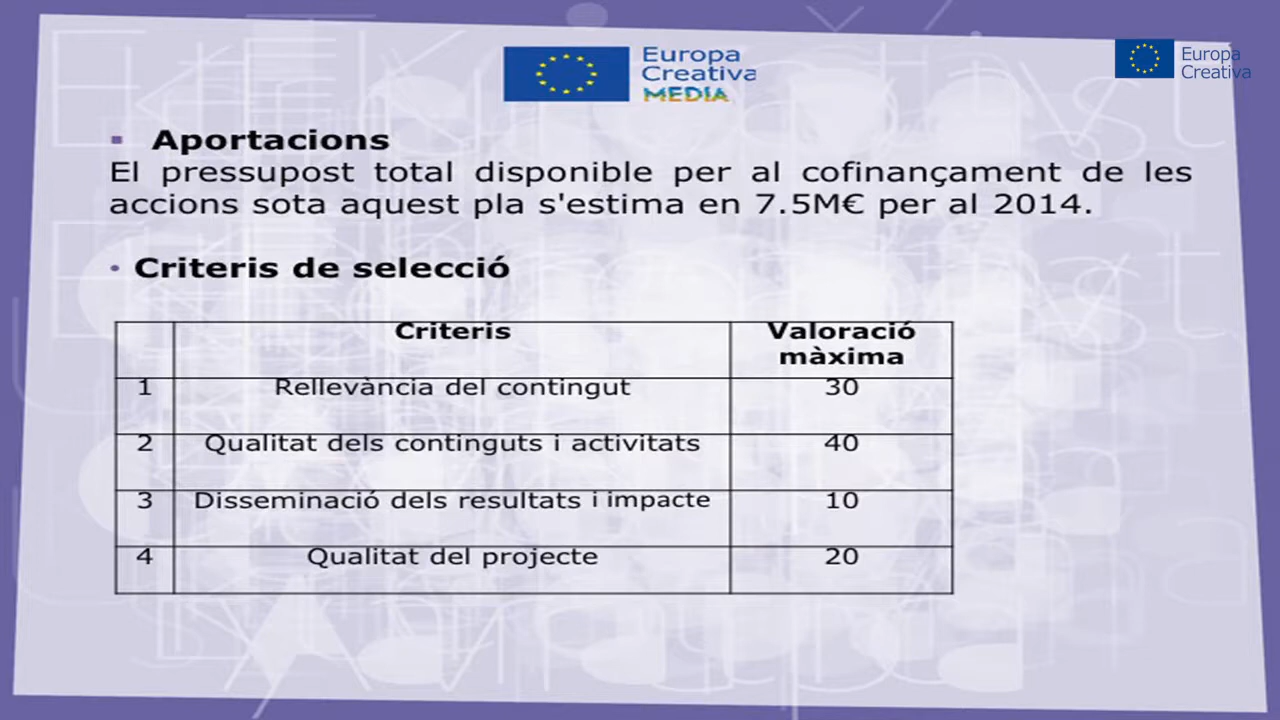 Europa
Creativa
MEDIA
Europa
Creativa
▪ Aportacions
El pressupost total disponible per al cofinançament de les
accions sota aquest pla s'estima en 7.5M€ per al 2014.
• Criteris de selecció
Criteris Valoració màxima
1 Rellevància del contingut 30
2 Qualitat dels continguts i activitats 40
3 Disseminació dels resultats i impacte 10
4 Qualitat del projecte 20